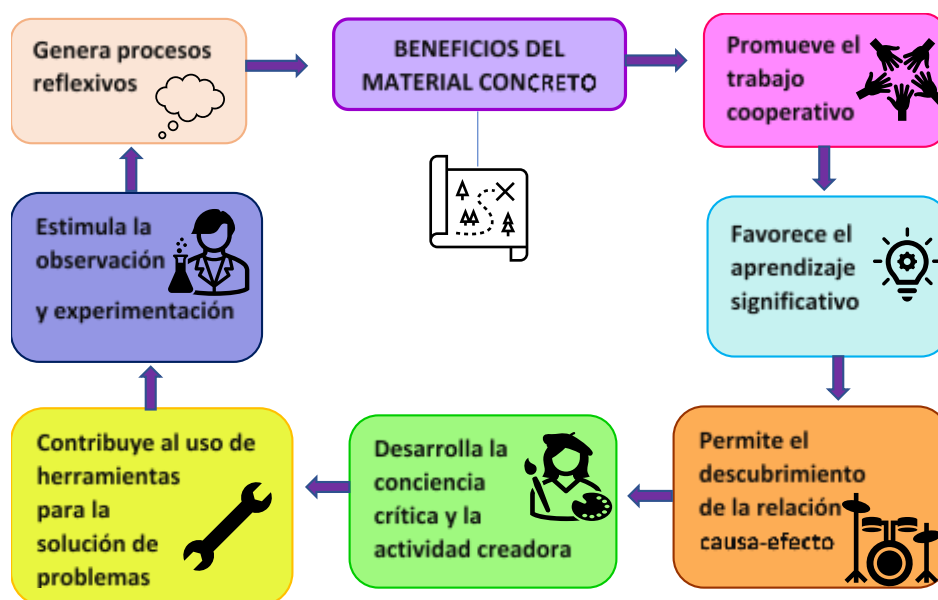 BENEFICIOS DEL
MATERIAL CONCRETO
Promueve el
trabajo
cooperativo
Favorece el
aprendizaje
significativo
Permite el
descubrimiento
de la relación
causa-efecto
Desarrolla la
conciencia
crítica y la
actividad creadora
Contribuye al uso de
herramientas
para la
solución de
problemas
Estimula la
observación
y experimentación
Genera procesos
reflexivos